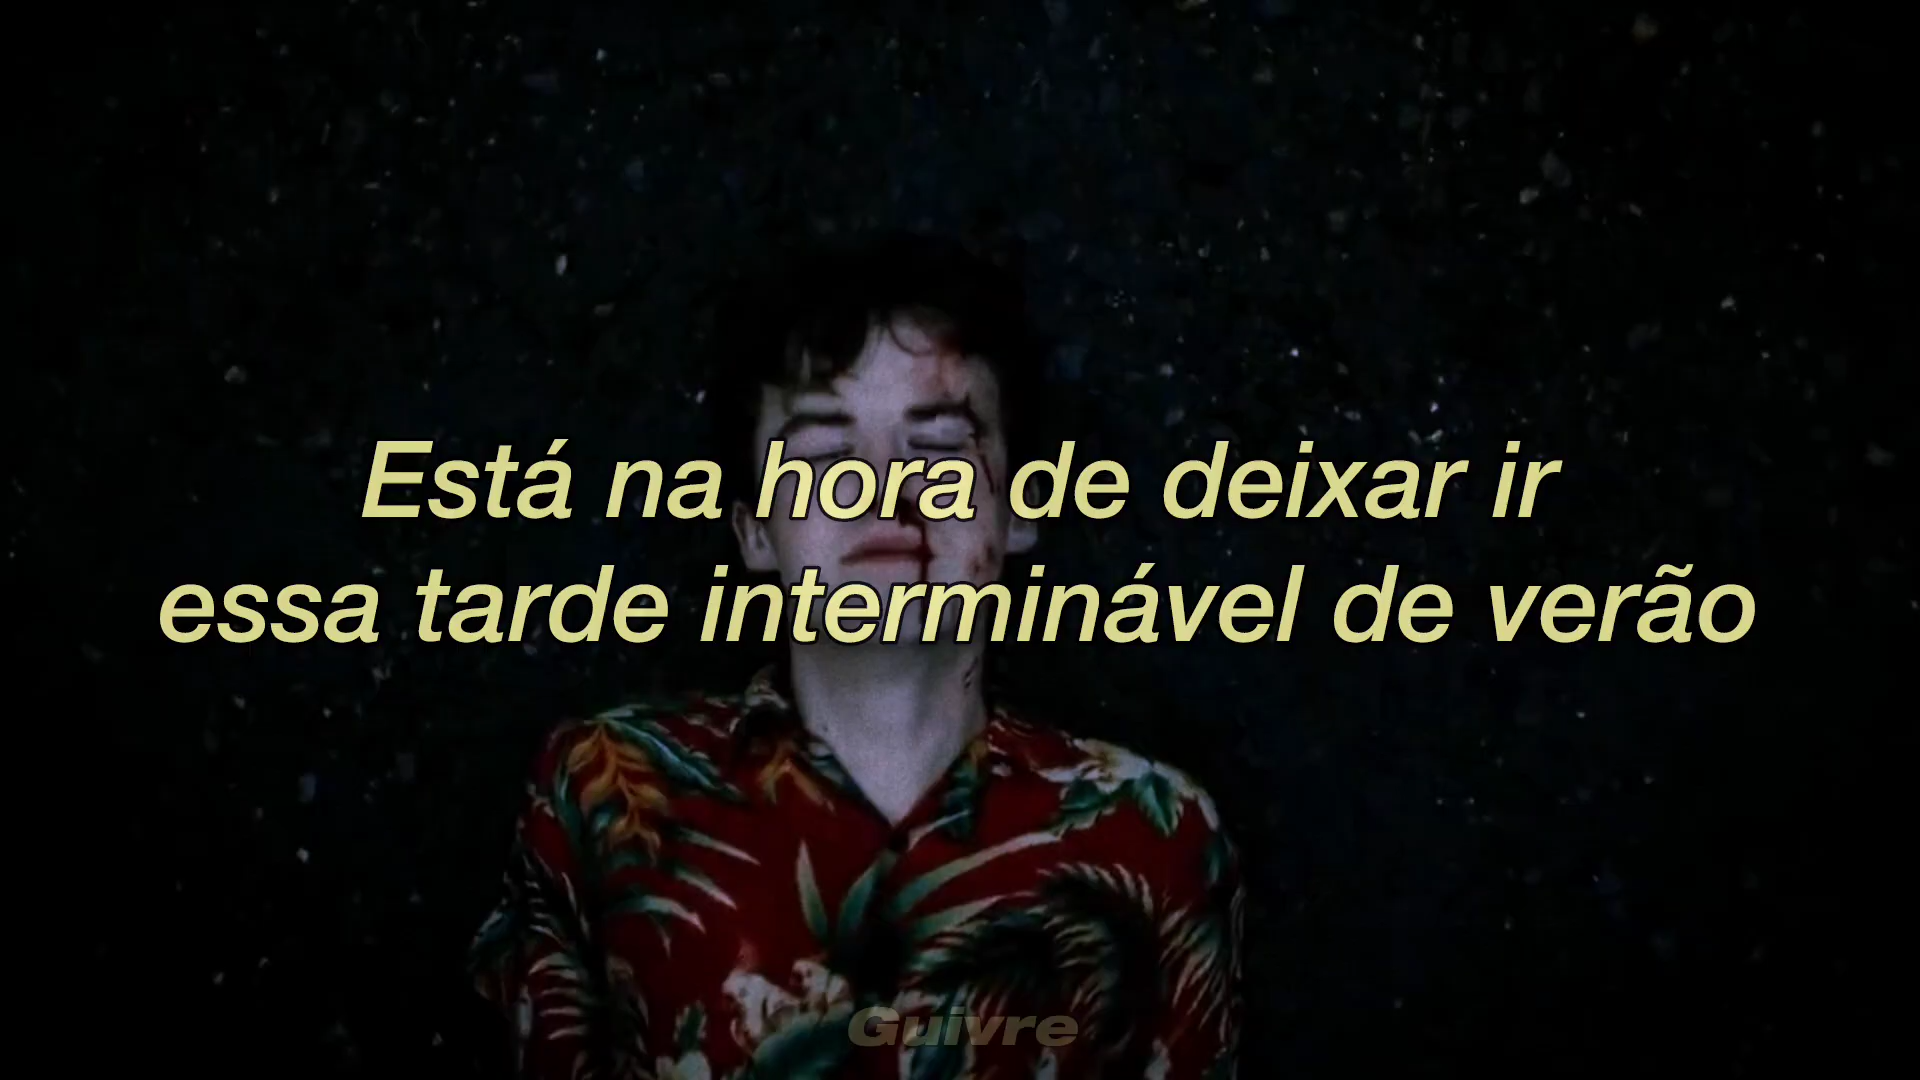 Está na hora de deixar ir
essa tarde interminável de verão
Guivre